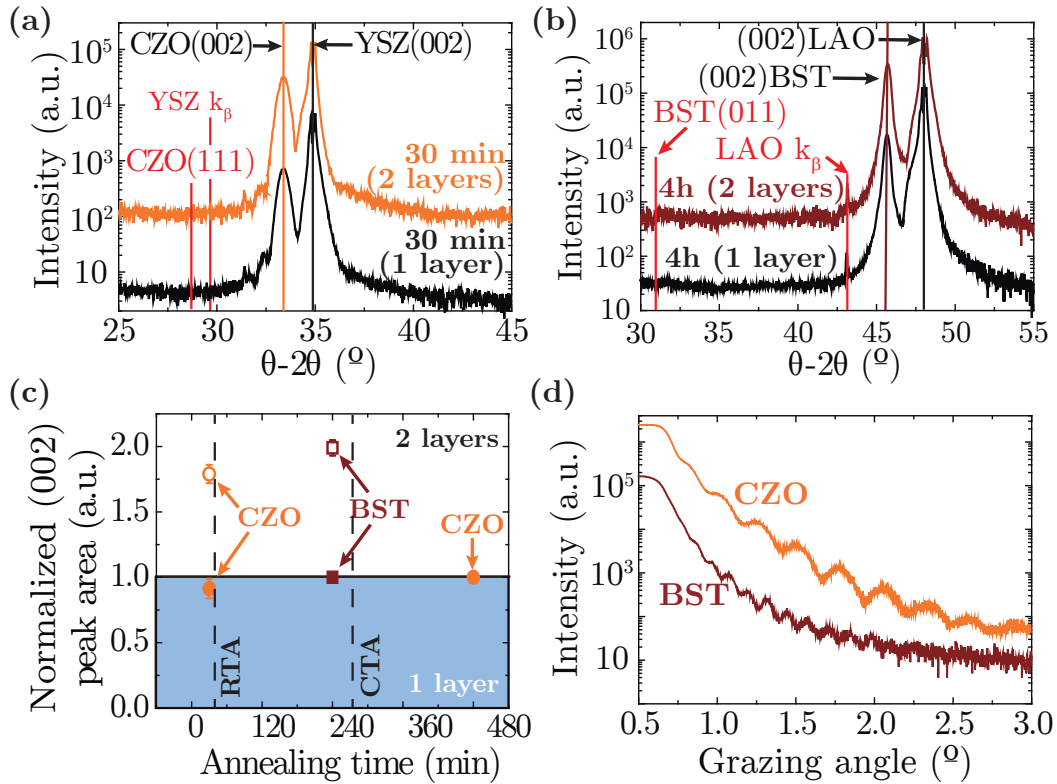 (a)
Intensity (a.u.)
10⁵
10⁴
10³
10²
10
CZO(002)
YSZ(002)
YSZ kᵦ
CZO(111)
30 min
(2 layers)
30 min
(1 layer)
25 30 35 40 45
θ-2θ (º)
(b)
Intensity (a.u.)
10⁶
10⁵
10⁴
10³
10²
10
(002)LAO
(002)BST
BST(011)
LAO kᵦ
4h (2 layers)
4h (1 layer)
30 35 40 45 50 55
θ-2θ (º)
(c)
Normalized (002)
peak area (a.u.)
2.0
1.5
1.0
0.5
0.0
2 layers
CZO
BST
CZO
RTA
CTA
1 layer
0 120 240 360 480
Annealing time (min)
(d)
Intensity (a.u.)
10⁵
10³
10
CZO
BST
0.5 1.0 1.5 2.0 2.5 3.0
Grazing angle (º)